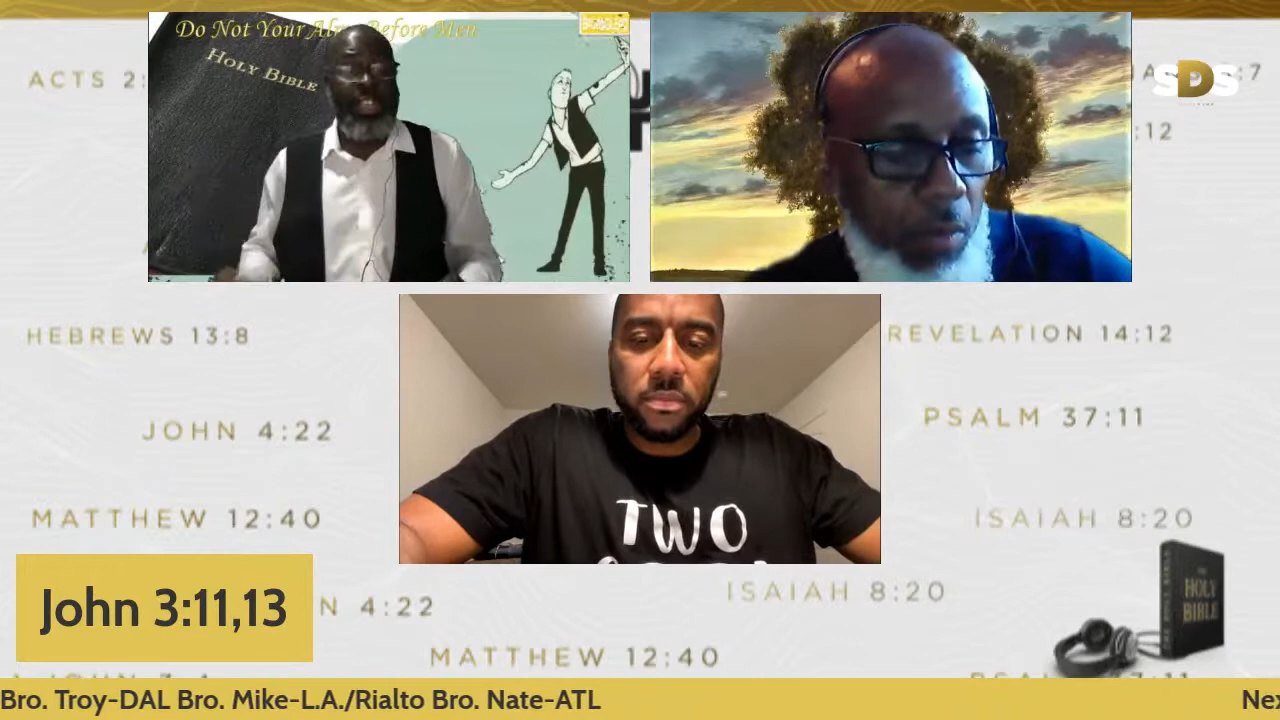 Do Not Your Before Men
HOLY BIBLE
ACTS 2:
SDS
:7
:12
HEBREWS 13:8
REVELATION 14:12
JOHN 4:22
PSALM 37:11
TWO
MATTHEW 12:40
ISAIAH 8:20
John 3:11,13
N 4:22
ISAIAH 8:20
HOLY
BIBLE
MATTHEW 12:40
Bro. Troy-DAL Bro. Mike-L.A./Rialto Bro. Nate-ATL